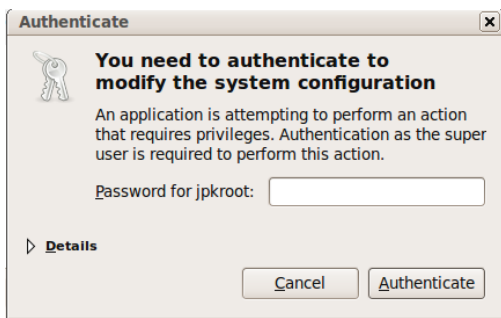 Authenticate
You need to authenticate to
modify the system configuration
An application is attempting to perform an action
that requires privileges. Authentication as the super
user is required to perform this action.
Password for jpkroot:
Details
Cancel
Authenticate